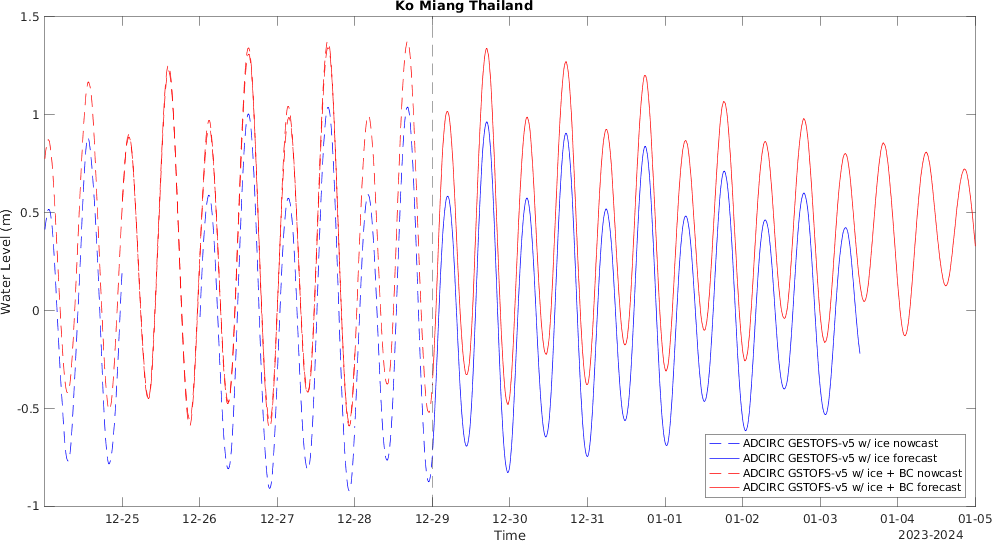 Ko Miang Thailand
1.5
1
0.5
0
-0.5
-1
Water Level (m)
12-25
12-26
12-27
12-28
12-29
12-30
12-31
01-01
01-02
01-03
01-04
01-05
Time
2023-2024
ADCIRC GESTOFS-v5 w/ ice nowcast
ADCIRC GESTOFS-v5 w/ ice forecast
ADCIRC GSTOFS-v5 w/ ice + BC nowcast
ADCIRC GSTOFS-v5 w/ ice + BC forecast